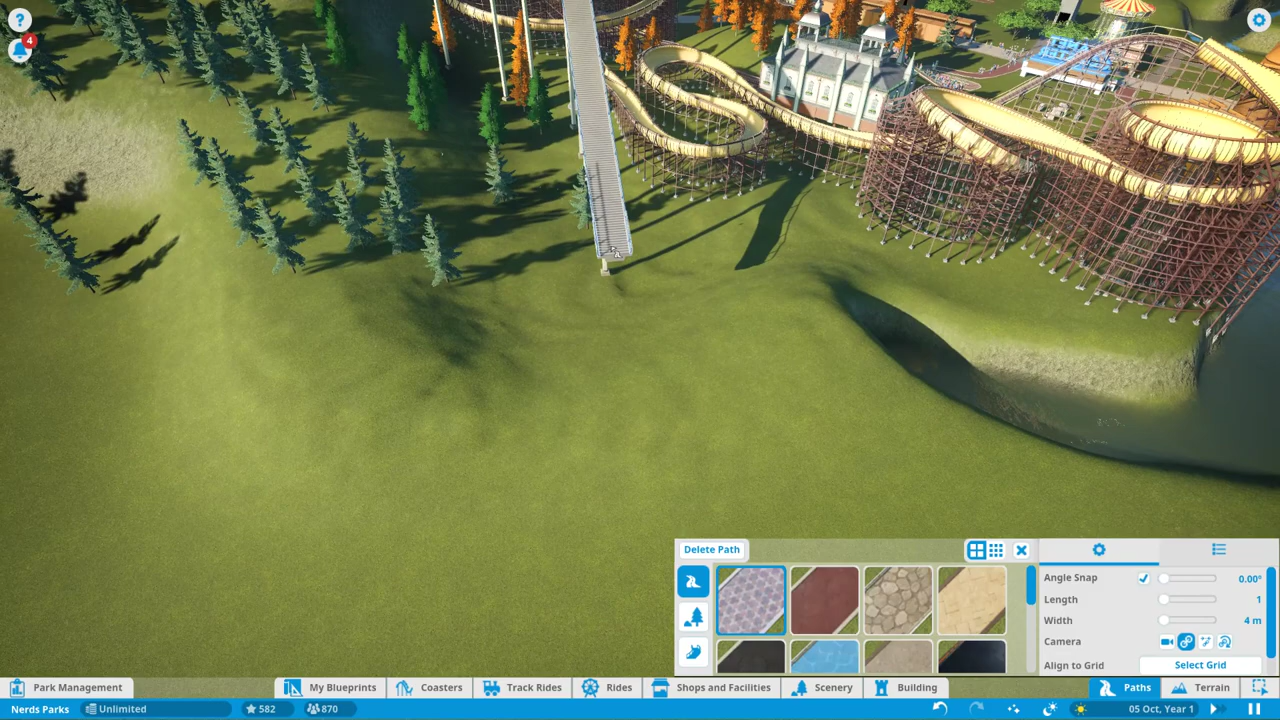 ?
4
Delete Path
Angle Snap 0.00°
Length 1
Width 4 m
Camera
Align to Grid Select Grid
Park Management My Blueprints Coasters Track Rides Rides Shops and Facilities Scenery Building Paths Terrain
Nerds Parks Unlimited 582 870 05 Oct, Year 1